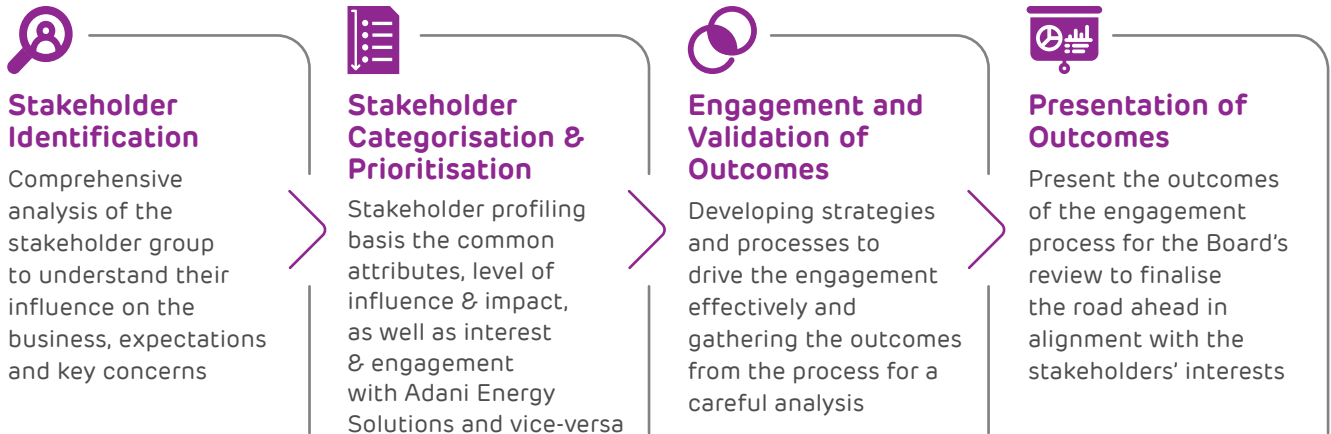 Stakeholder
Identification
Comprehensive
analysis of the
stakeholder group
to understand their
influence on the
business, expectations
and key concerns
Stakeholder
Categorisation &
Prioritisation
Stakeholder profiling
basis the common
attributes, level of
influence & impact,
as well as interest
& engagement
with Adani Energy
Solutions and vice-versa
Engagement and
Validation of
Outcomes
Developing strategies
and processes to
drive the engagement
effectively and
gathering the outcomes
from the process for a
careful analysis
Presentation of
Outcomes
Present the outcomes
of the engagement
process for the Board's
review to finalise
the road ahead in
alignment with the
stakeholders' interests